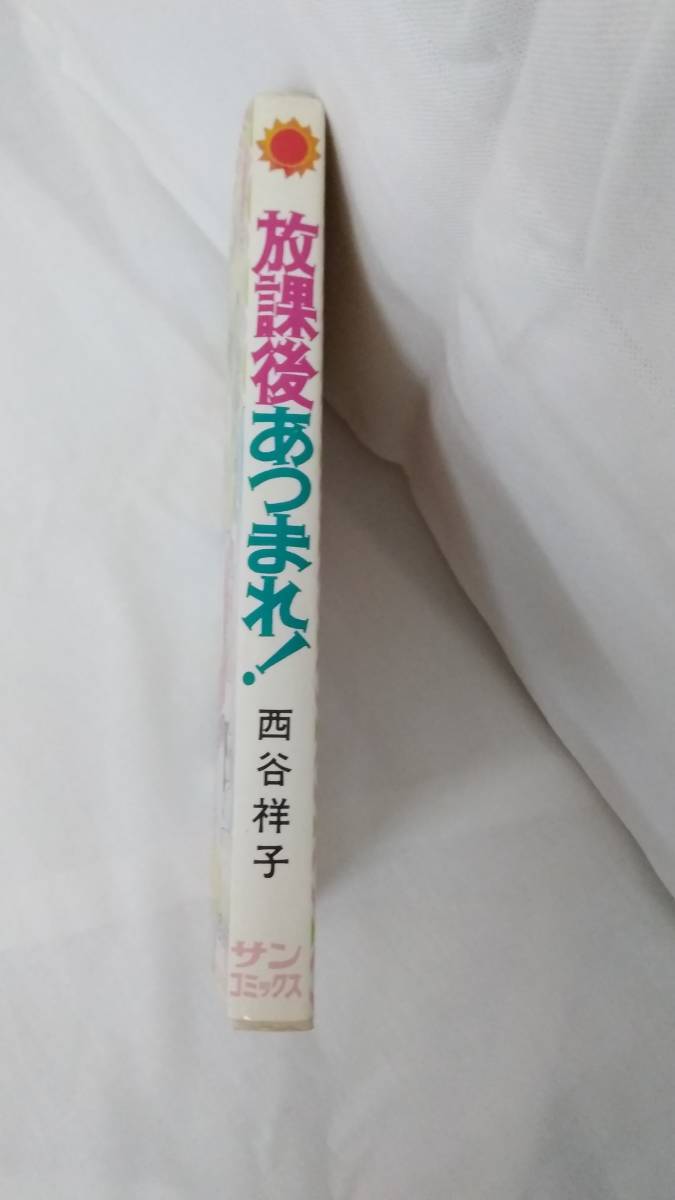 放課後あつまれ!
西谷祥子
サン
コミックス